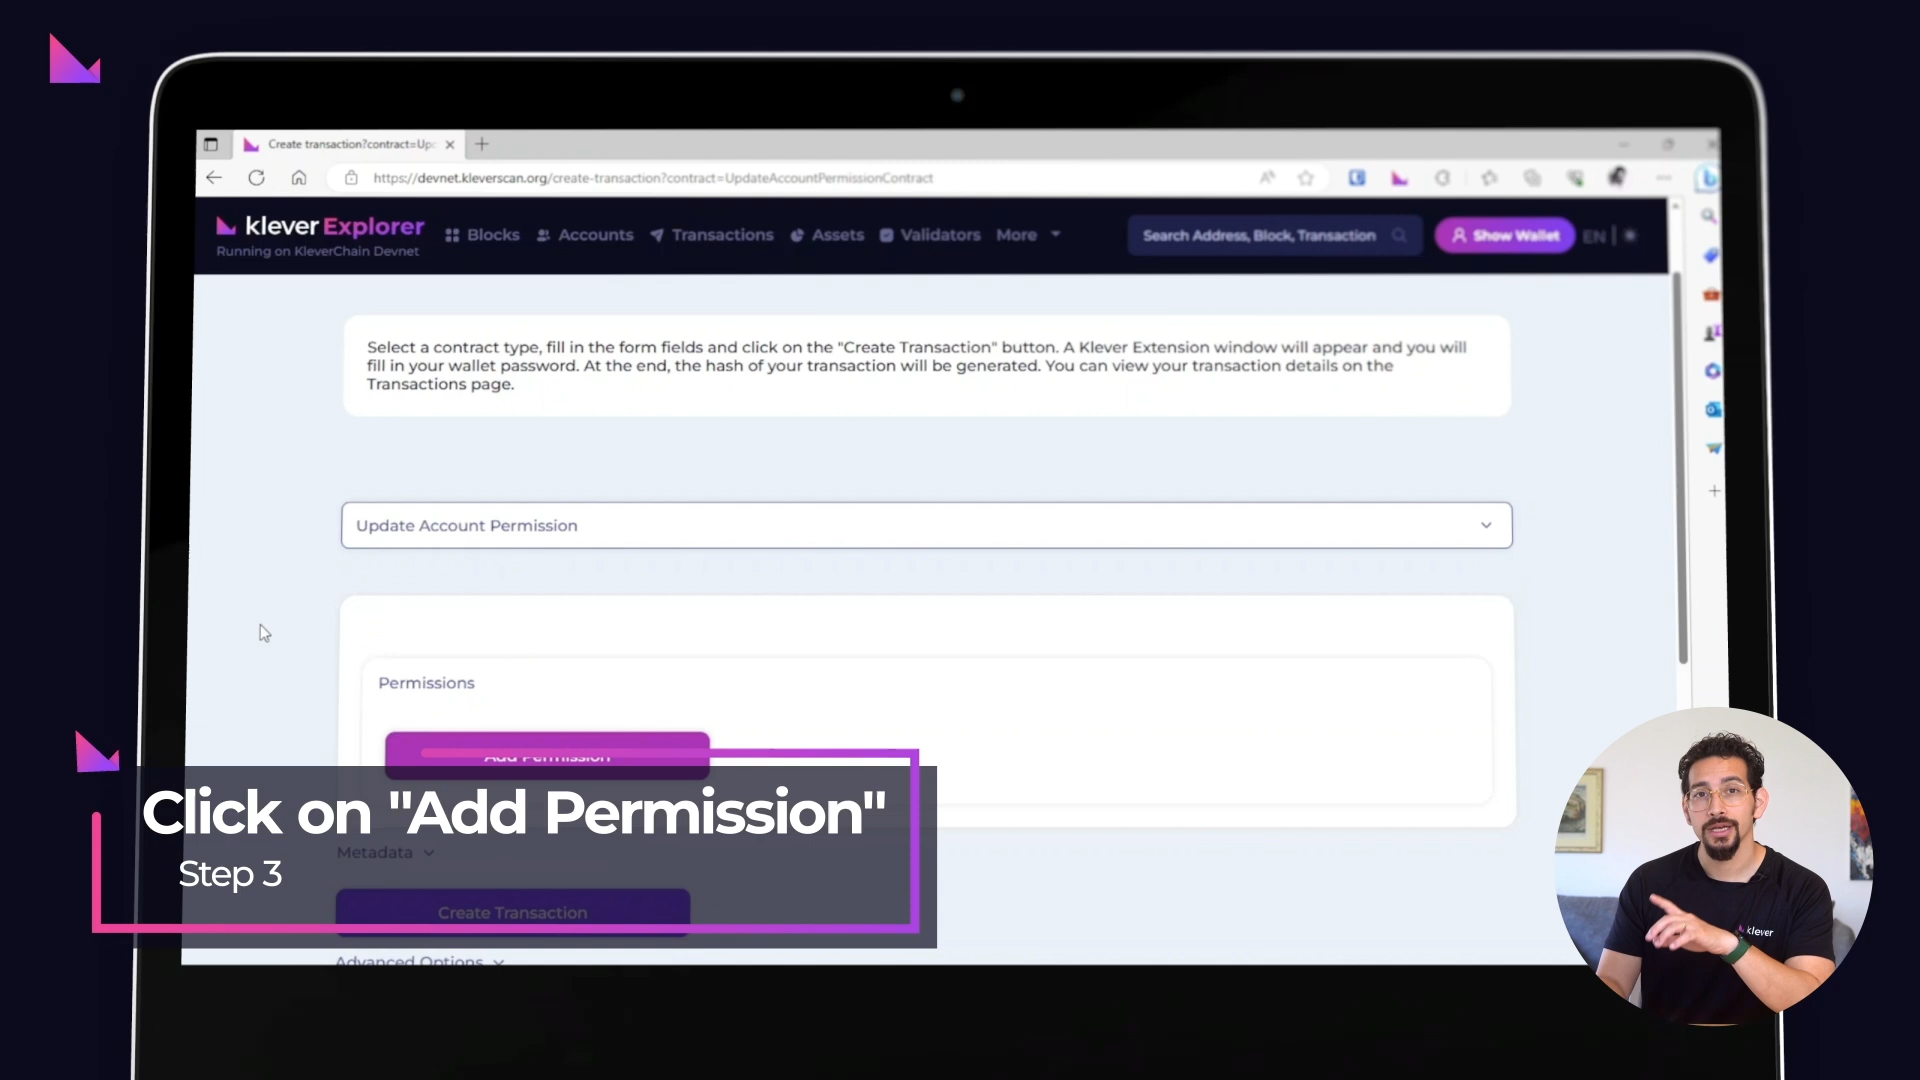 Create transaction?contract=Upc
https://devnet.kleverscan.org/create-transaction?contract=UpdateAccountPermissionContract
klever Explorer
Running on KleverChain Devnet
Blocks
Accounts
Transactions
Assets
Validators
More
Search Address, Block, Transaction
Show Wallet
EN
Select a contract type, fill in the form fields and click on the "Create Transaction" button. A Klever Extension window will appear and you will
fill in your wallet password. At the end, the hash of your transaction will be generated. You can view your transaction details on the
Transactions page.
Update Account Permission
Permissions
Add Permission
Click on "Add Permission"
Metadata
Step 3
Create Transaction
Advanced Options
klever